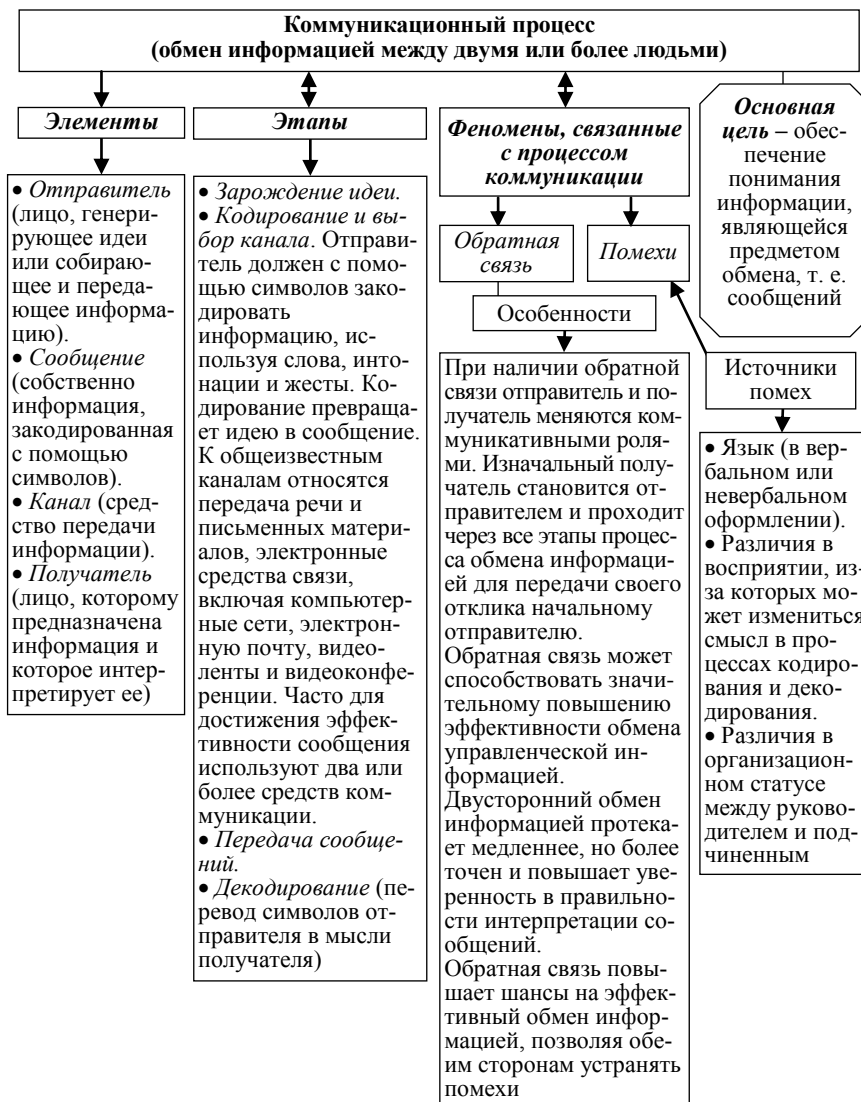 Коммуникационный процесс
(обмен информацией между двумя или более людьми)
Элементы
• Отправитель
(лицо, генери-
рующее идеи
или собираю-
щее и переда-
ющее информа-
цию).
• Сообщение
(собственно
информация,
закодированная
с помощью
символов).
• Канал (сред-
ство передачи
информации).
• Получатель
(лицо, которому
предназначена
информация и
которое интер-
претирует ее)
Этапы
• Зарождение идеи.
• Кодирование и вы-
бор канала. Отправи-
тель должен с помо-
щью символов зако-
дировать
информацию, ис-
пользуя слова, инто-
нации и жесты. Ко-
дирование превраща-
ет идею в сообщение.
К общеизвестным
каналам относятся
передача речи и
письменных матери-
алов, электронные
средства связи,
включая компьютер-
ные сети, электрон-
ную почту, видео-
ленты и видеоконфе-
ренции. Часто для
достижения эффек-
тивности сообщения
используют два или
более средств ком-
муникации.
• Передача сообще-
ний.
• Декодирование (пе-
ревод символов от-
правителя в мысли
получателя)
Феномены, связанные
с процессом
коммуникации
Обратная
связь
Помехи
Особенности
При наличии обратной
связи отправитель и по-
лучатель меняются ком-
муникативными роля-
ми. Изначальный полу-
чатель становится от-
правителем и проходит
через все этапы процес-
са обмена информаци-
ей для передачи своего
отклика начальному
отправителю.
Обратная связь может
способствовать значи-
тельному повышению
эффективности обмена
управленческой ин-
формацией.
Двусторонний обмен
информацией протека-
ет медленнее, но более
точен и повышает уве-
ренность в правильно-
сти интерпретации со-
общений.
Обратная связь повы-
шает шансы на эффек-
тивный обмен инфор-
мацией, позволяя обе-
им сторонам устранять
помехи
Основная
цель – обес-
печение
понимания
информации,
являющейся
предметом
обмена, т. е.
сообщений
Источники
помех
• Язык (в вер-
бальном или
невербальном
оформлении).
• Различия в
восприятии, из-
за которых мо-
жет измениться
смысл в про-
цессах кодиро-
вания и деко-
дирования.
• Различия в
организацион-
ном статусе
между руково-
дителем и под-
чиненным